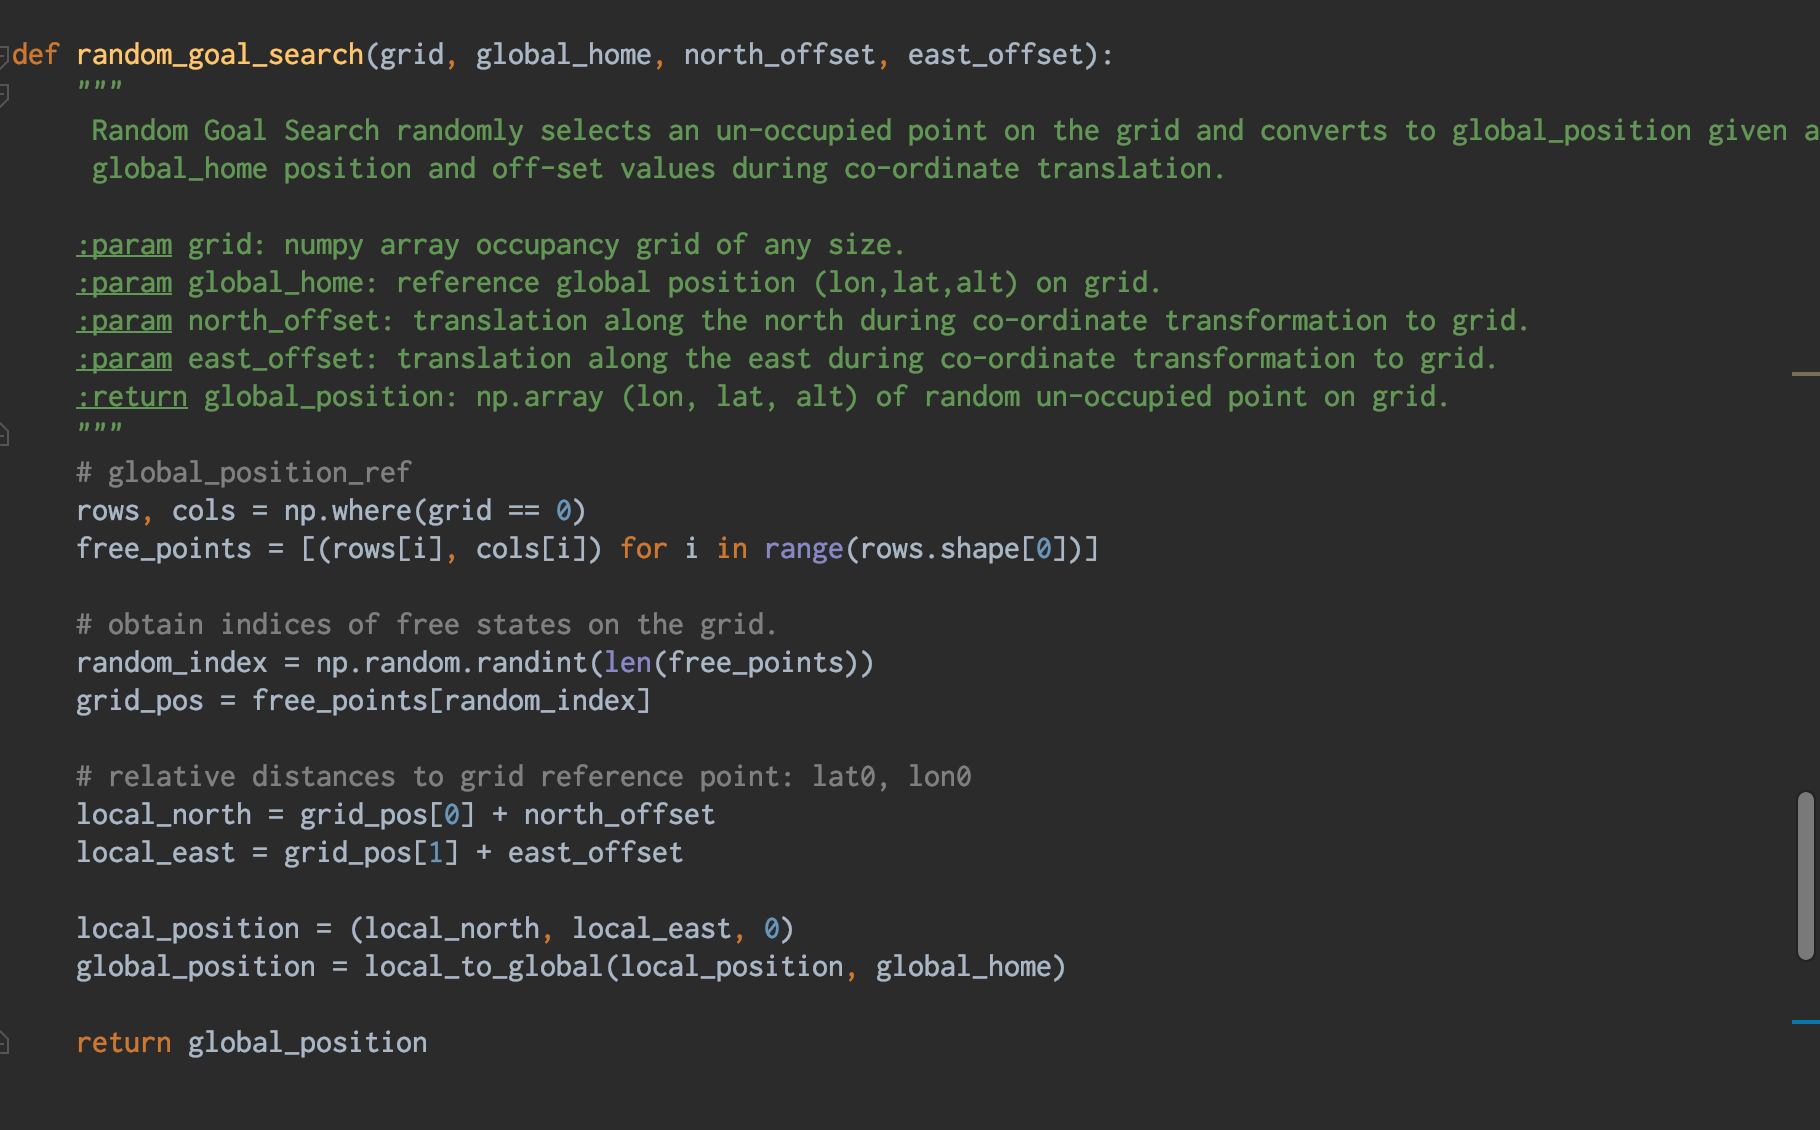 def random_goal_search(grid, global_home, north_offset, east_offset):
"""
Random Goal Search randomly selects an un-occupied point on the grid and converts to global_position given a
global_home position and off-set values during co-ordinate translation.
:param grid: numpy array occupancy grid of any size.
:param global_home: reference global position (lon,lat,alt) on grid.
:param north_offset: translation along the north during co-ordinate transformation to grid.
:param east_offset: translation along the east during co-ordinate transformation to grid.
:return global_position: np.array (lon, lat, alt) of random un-occupied point on grid.
"""
# global_position_ref
rows, cols = np.where(grid == 0)
free_points = [(rows[i], cols[i]) for i in range(rows.shape[0])]
# obtain indices of free states on the grid.
random_index = np.random.randint(len(free_points))
grid_pos = free_points[random_index]
# relative distances to grid reference point: lat0, lon0
local_north = grid_pos[0] + north_offset
local_east = grid_pos[1] + east_offset
local_position = (local_north, local_east, 0)
global_position = local_to_global(local_position, global_home)
return global_position